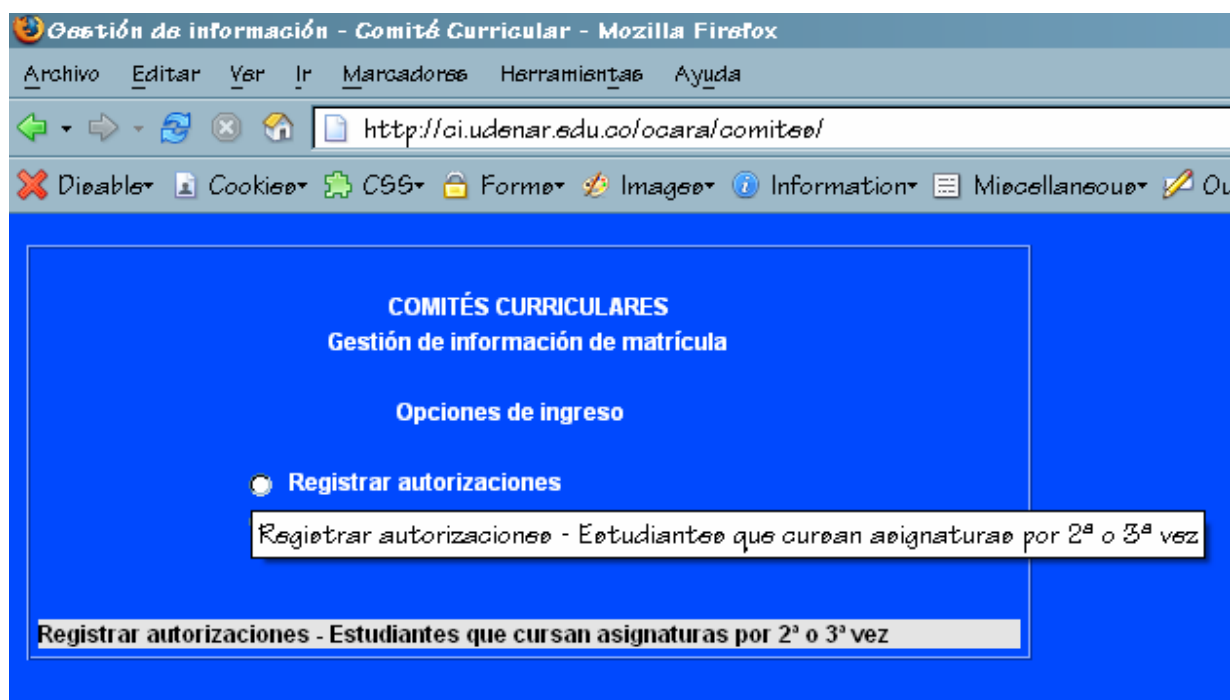 Gestión de información - Comité Curricular - Mozilla Firefox
Archivo Editar Ver Ir Marcadores Herramientas Ayuda
http://ci.udenar.edu.co/ocara/comites/
Disable Cookies CSS Forms Images Information Miscellaneous Ou
COMITÉS CURRICULARES
Gestión de información de matrícula
Opciones de ingreso
Registrar autorizaciones
Registrar autorizaciones - Estudiantes que cursan asignaturas por 2ª o 3ª vez
Registrar autorizaciones - Estudiantes que cursan asignaturas por 2ª o 3ª vez